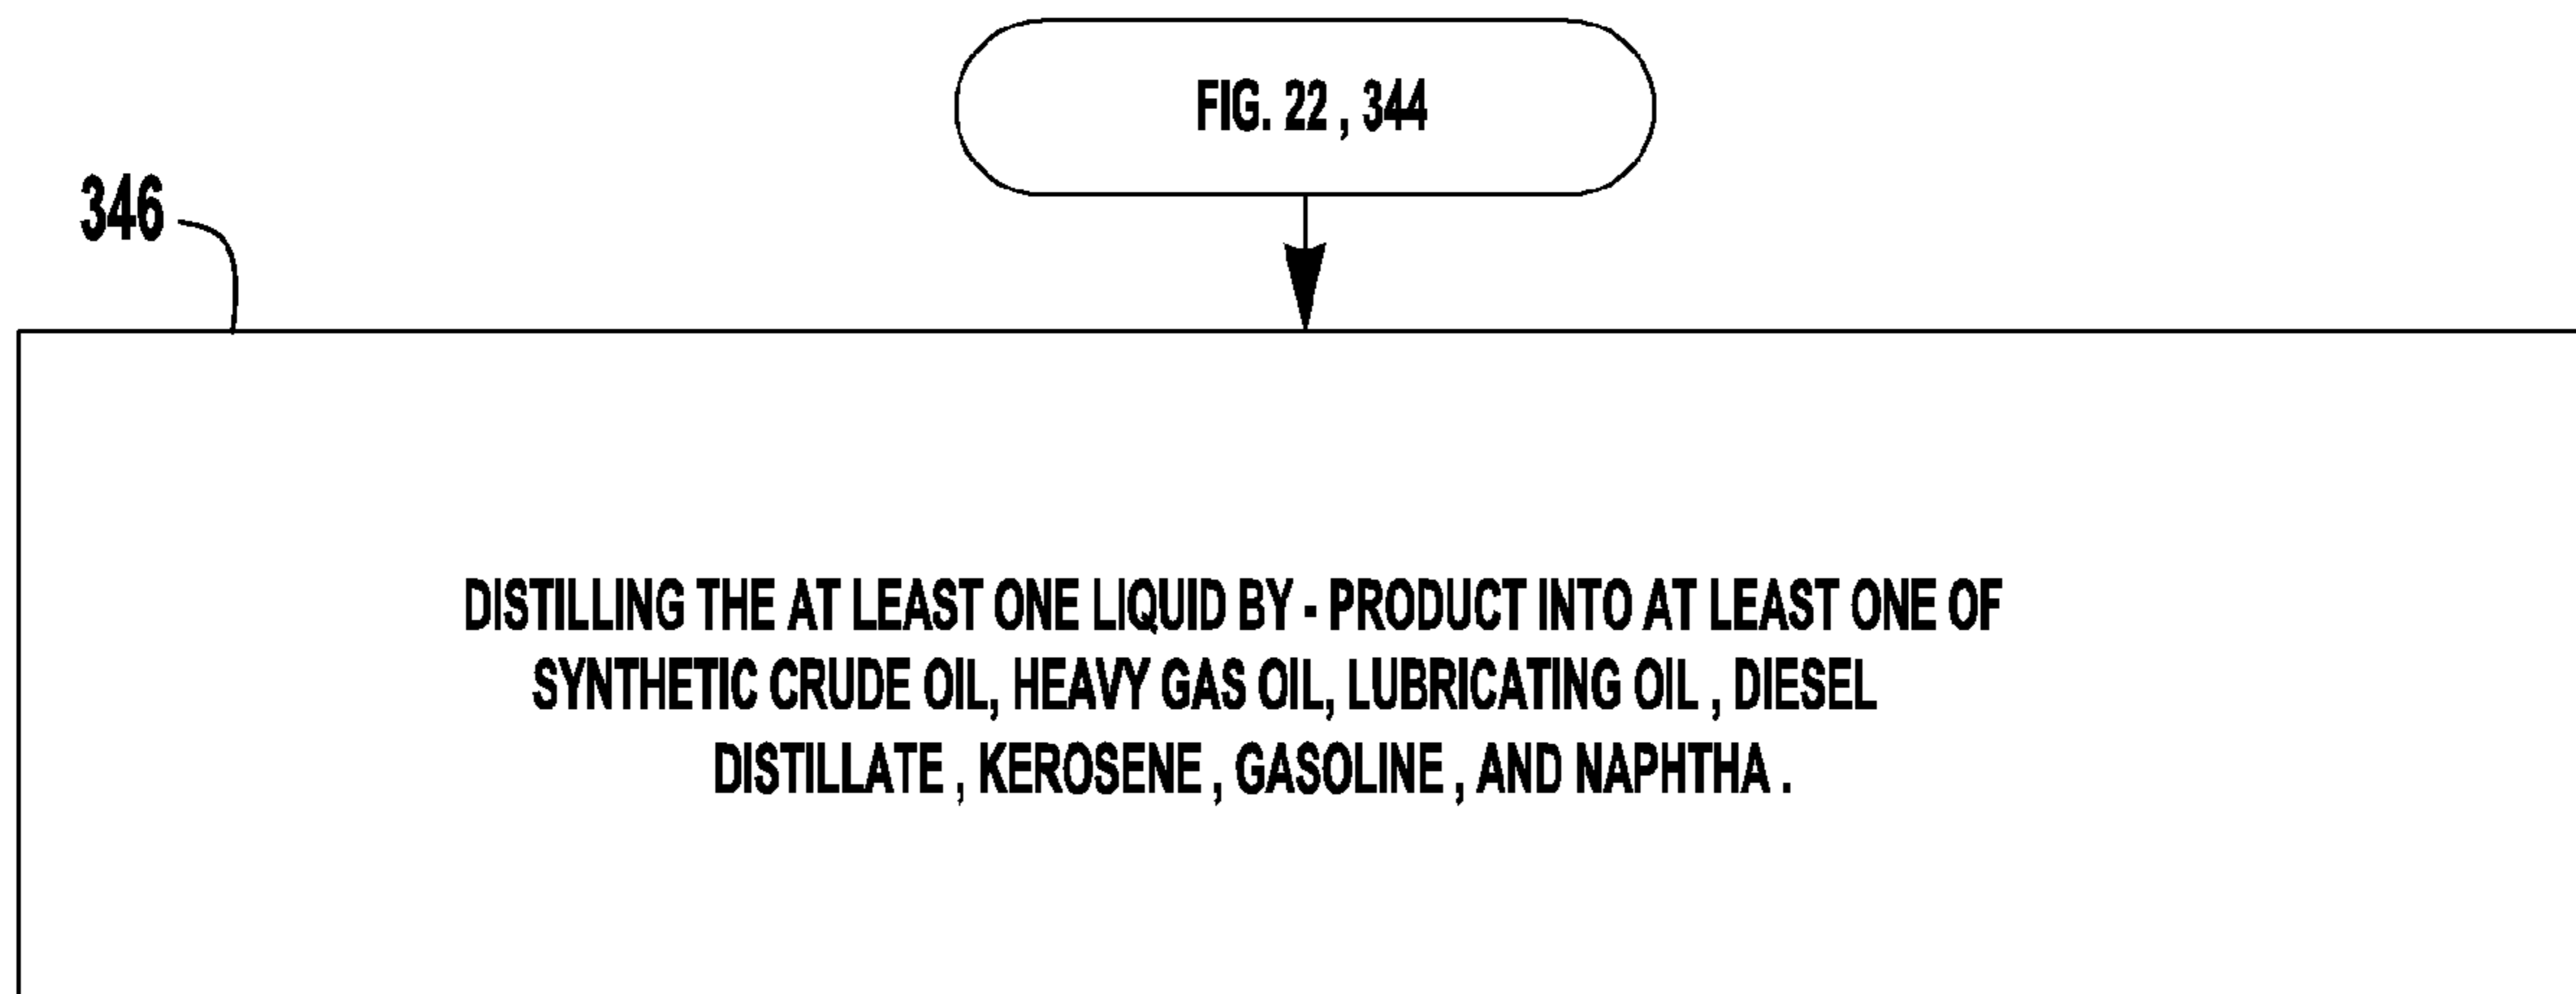 FIG. 22 , 344
346
DISTILLING THE AT LEAST ONE LIQUID BY - PRODUCT INTO AT LEAST ONE OF
SYNTHETIC CRUDE OIL, HEAVY GAS OIL, LUBRICATING OIL , DIESEL
DISTILLATE , KEROSENE , GASOLINE , AND NAPHTHA .